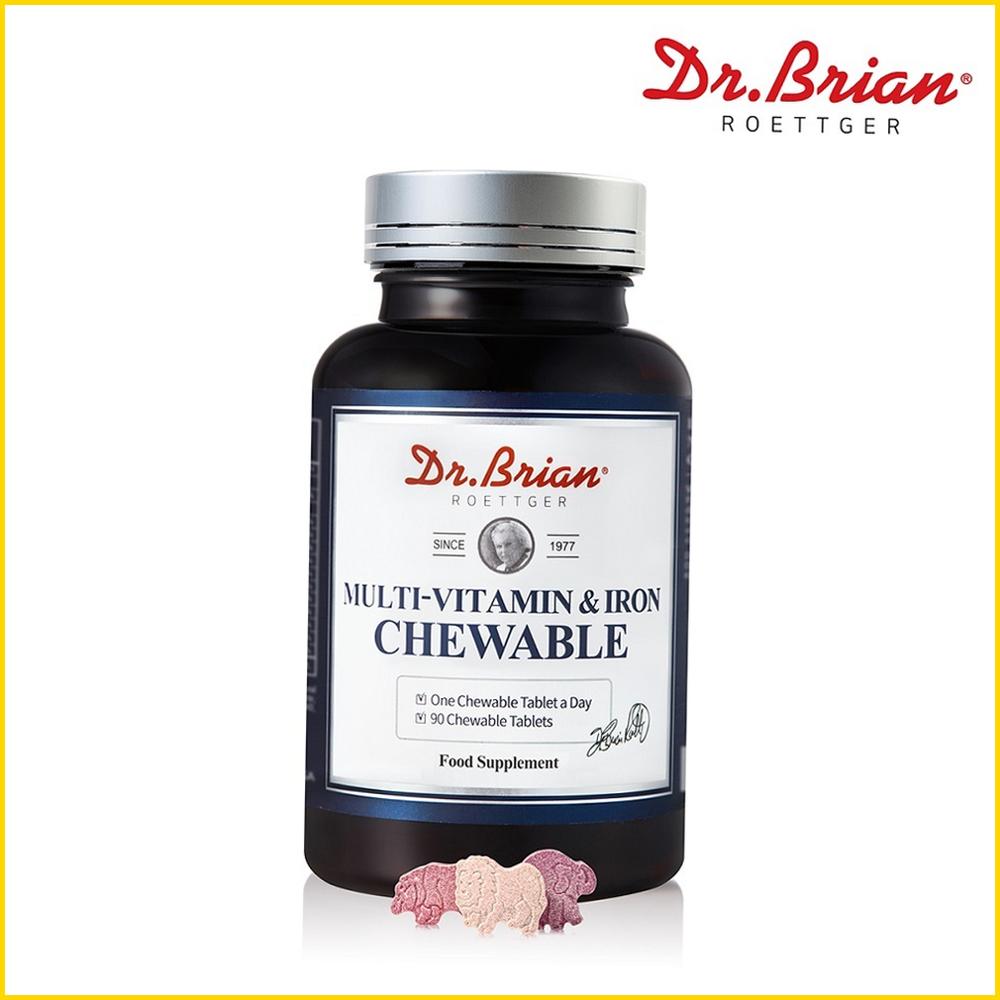 Dr.Brian®
ROETTGER
Dr.Brian®
ROETTGER
SINCE 1977
MULTI-VITAMIN & IRON
CHEWABLE
One Chewable Tablet a Day
90 Chewable Tablets
Food Supplement